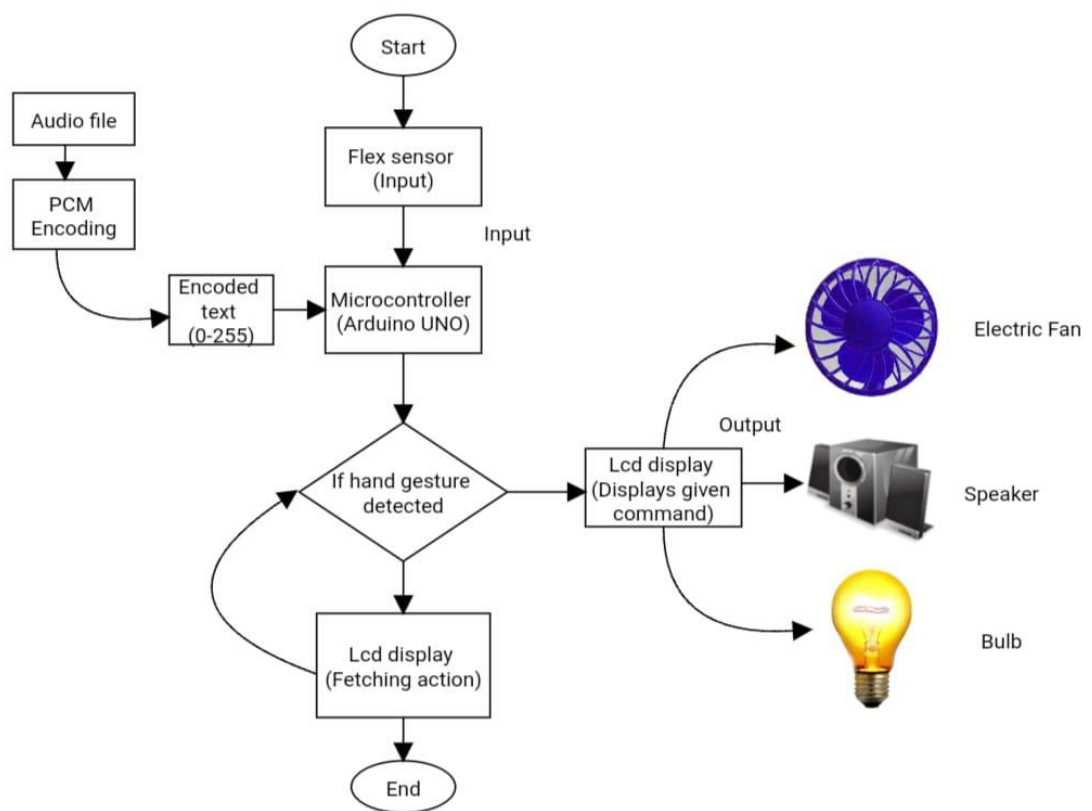 Start
Audio file
Flex sensor
(Input)
PCM
Encoding
Input
Encoded
text
(0-255)
Microcontroller
(Arduino UNO)
Electric Fan
Output
If hand gesture
detected
Lcd display
(Displays given
command)
Speaker
Lcd display
(Fetching action)
Bulb
End